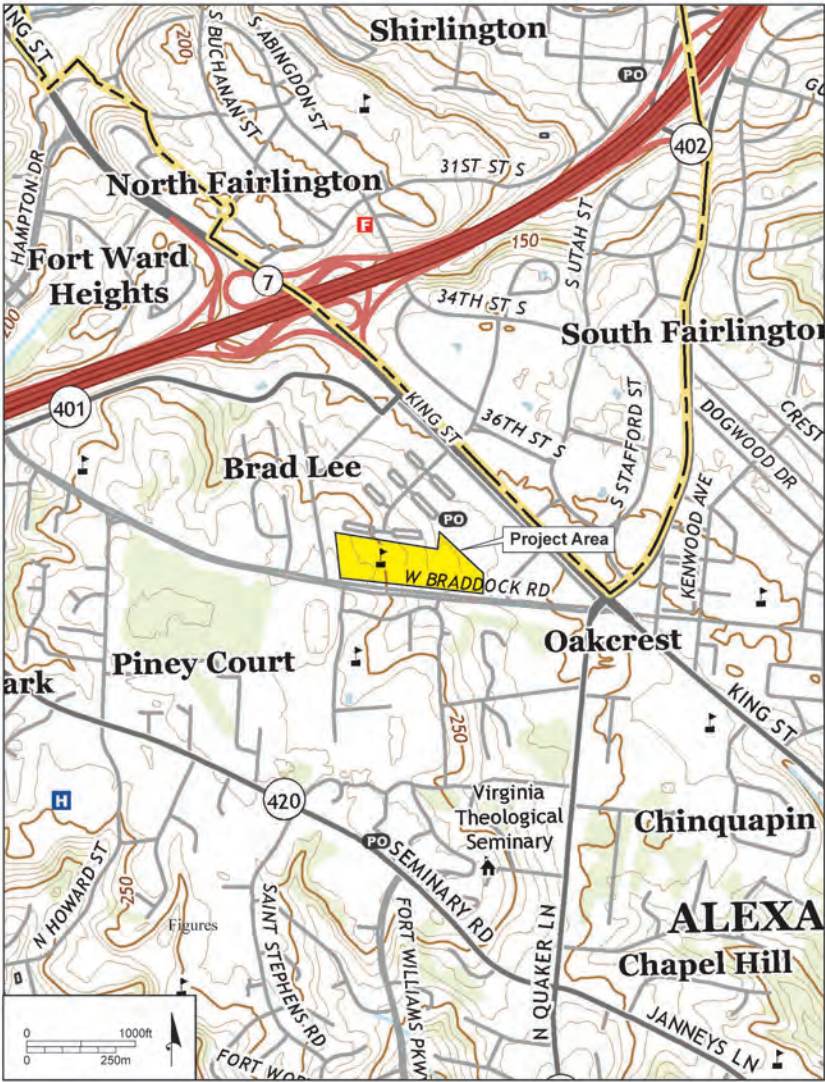 Shirlington
ING ST
200
S BUCHANAN ST
S ABINGDON ST
PO
402
31ST ST S
HAMPTON DR
North Fairlington
F
S UTAH ST
150
Fort Ward
Heights
7
200
34TH ST S
South Fairlington
401
KING ST
36TH ST S
S STAFFORD ST
DOGWOOD DR
CREST
Brad Lee
KENWOOD AVE
PO
Project Area
W BRADDOCK RD
Oakcrest
Piney Court
ark
250
KING ST
Virginia
Theological
Seminary
420
H
Chinquapin
PO
SEMINARY RD
N HOWARD ST
250
Figures
SAINT STEPHENS RD
FORT WILLIAMS PKW
N QUAKER LN
ALEXA
Chapel Hill
JANNEYS LN
0 1000ft
0 250m